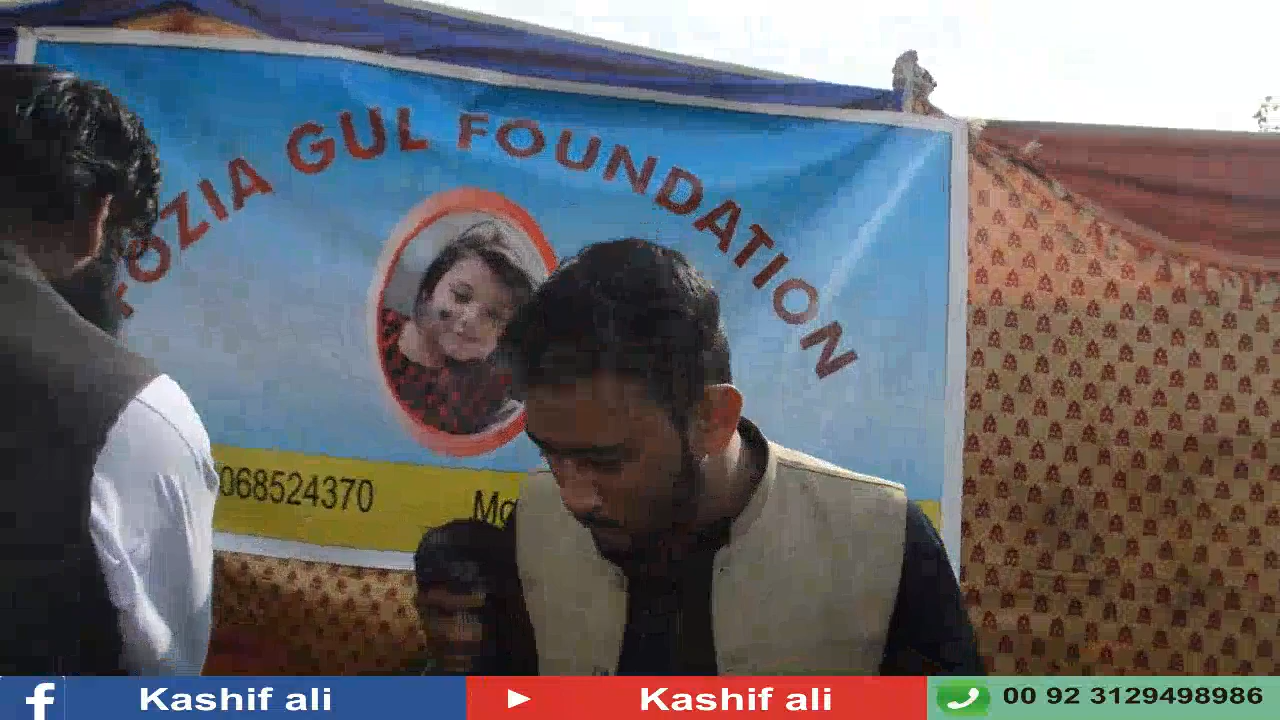 FOZIA GUL FOUNDATION
068524370
Kashif ali
Kashif ali
00 92 3129498986